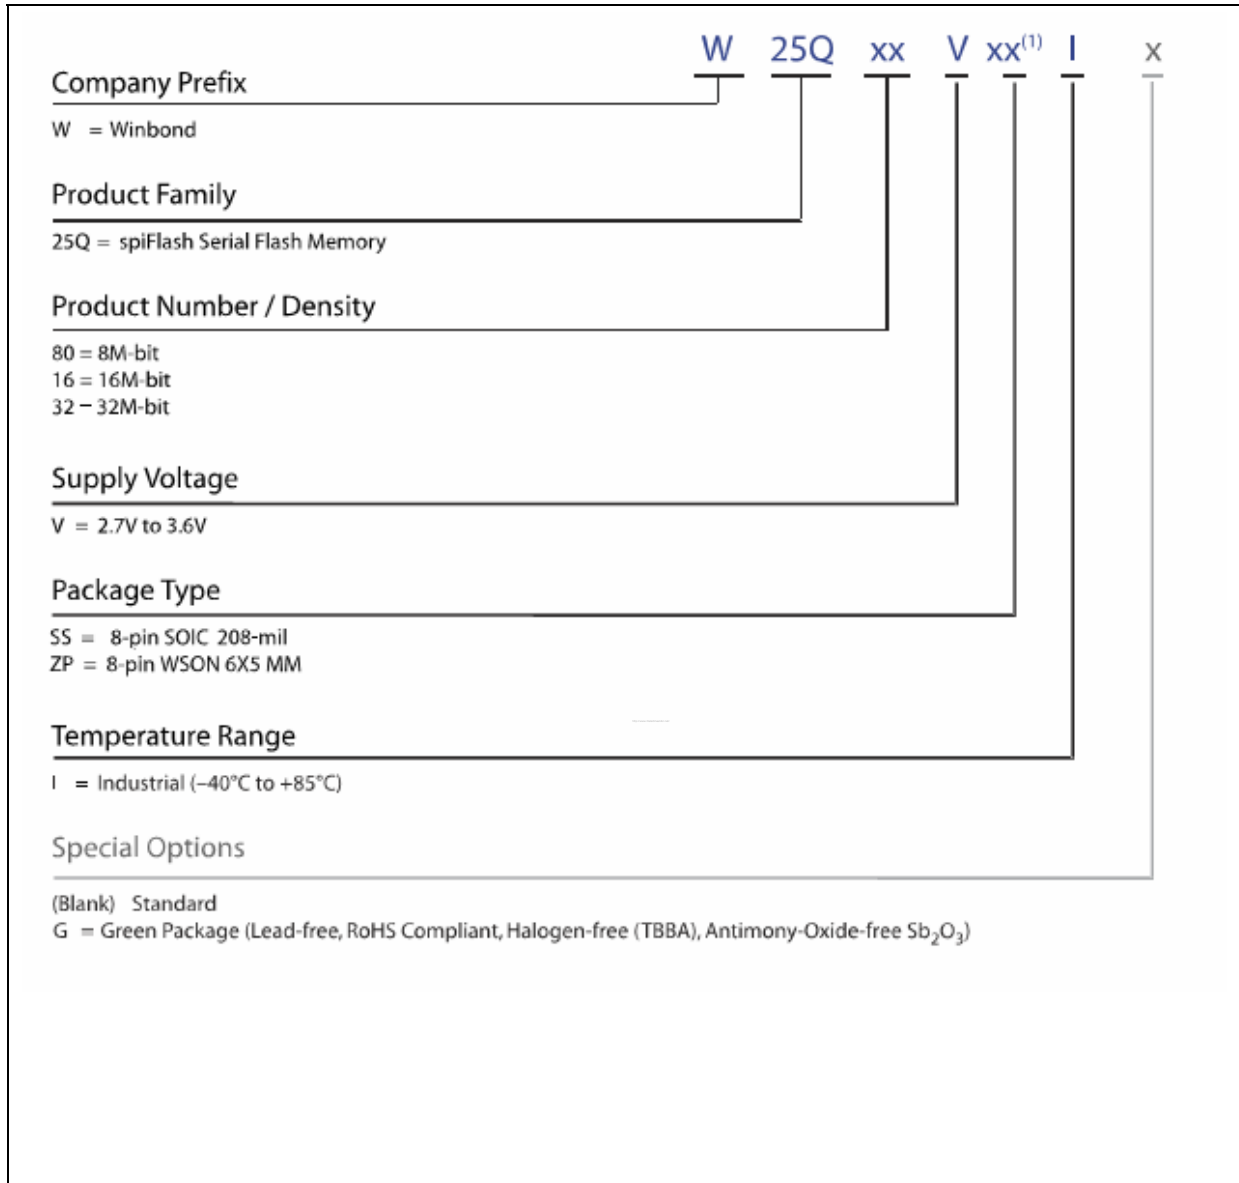 W 25Q xx V xx(1) I x
Company Prefix
W = Winbond
Product Family
25Q = spiFlash Serial Flash Memory
Product Number / Density
80 = 8M-bit
16 = 16M-bit
32 – 32M-bit
Supply Voltage
V = 2.7V to 3.6V
Package Type
SS = 8-pin SOIC 208-mil
ZP = 8-pin WSON 6X5 MM
Temperature Range
I = Industrial (–40°C to +85°C)
Special Options
(Blank) Standard
G = Green Package (Lead-free, RoHS Compliant, Halogen-free (TBBA), Antimony-Oxide-free Sb2O3)